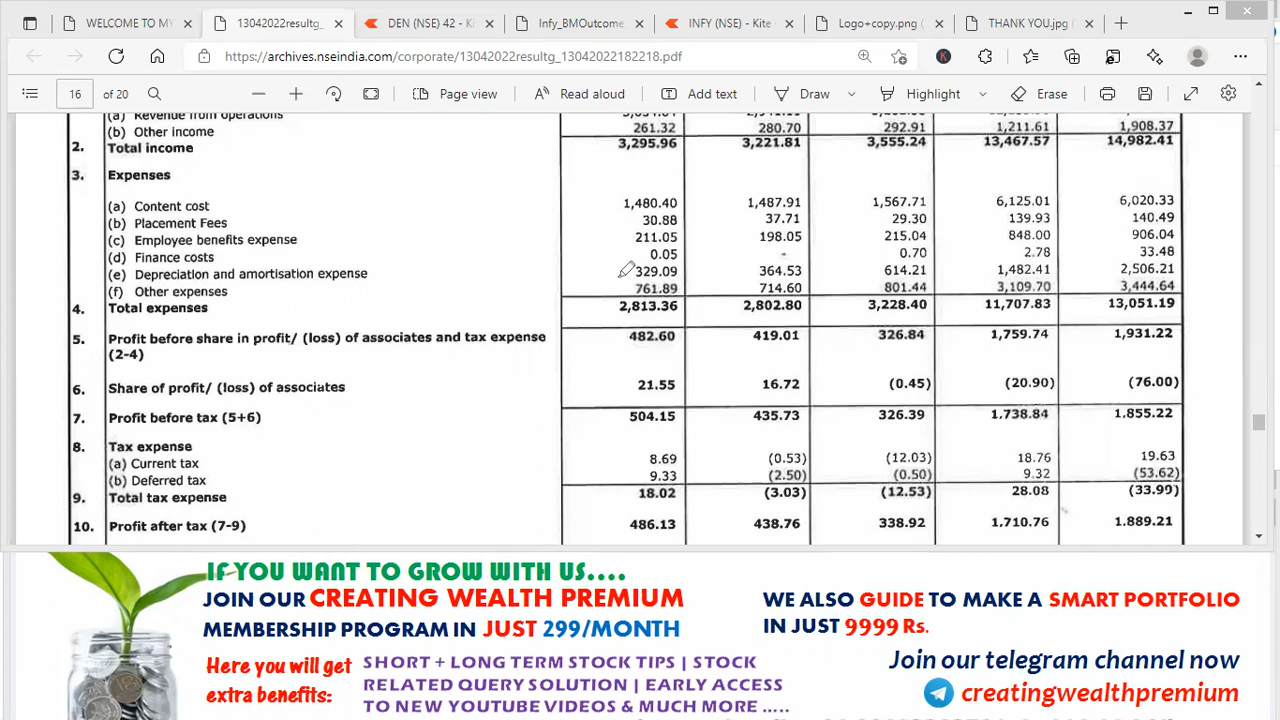 WELCOME TO MY
13042022resultg_
DEN (NSE) 42 - Kite
Infy_BMOutcome
INFY (NSE) - Kite
Logo+copy.png
THANK YOU.jpg
https://archives.nseindia.com/corporate/13042022resultg_13042022182218.pdf
K
16 of 20 Page view Read aloud Add text Draw Highlight Erase
(a) Revenue from operations
(b) Other income 261.32 280.70 292.91 1,211.61 1,908.37
2. Total income 3,295.96 3,221.81 3,555.24 13,467.57 14,982.41
3. Expenses
(a) Content cost 1,480.40 1,487.91 1,567.71 6,125.01 6,020.33
(b) Placement Fees 30.88 37.71 29.30 139.93 140.49
(c) Employee benefits expense 211.05 198.05 215.04 848.00 906.04
(d) Finance costs 0.05 - 0.70 2.78 33.48
(e) Depreciation and amortisation expense 329.09 364.53 614.21 1,482.41 2,506.21
(f) Other expenses 761.89 714.60 801.44 3,109.70 3,444.64
4. Total expenses 2,813.36 2,802.80 3,228.40 11,707.83 13,051.19
5. Profit before share in profit/ (loss) of associates and tax expense 482.60 419.01 326.84 1,759.74 1,931.22
(2-4)
6. Share of profit/ (loss) of associates 21.55 16.72 (0.45) (20.90) (76.00)
7. Profit before tax (5+6) 504.15 435.73 326.39 1,738.84 1,855.22
8. Tax expense
(a) Current tax 8.69 (0.53) (12.03) 18.76 19.63
(b) Deferred tax 9.33 (2.50) (0.50) 9.32 (53.62)
9. Total tax expense 18.02 (3.03) (12.53) 28.08 (33.99)
10. Profit after tax (7-9) 486.13 438.76 338.92 1,710.76 1,889.21
IF YOU WANT TO GROW WITH US....
JOIN OUR CREATING WEALTH PREMIUM
MEMBERSHIP PROGRAM IN JUST 299/MONTH
WE ALSO GUIDE TO MAKE A SMART PORTFOLIO
IN JUST 9999 Rs.
Here you will get
extra benefits:
SHORT + LONG TERM STOCK TIPS | STOCK
RELATED QUERY SOLUTION | EARLY ACCESS
TO NEW YOUTUBE VIDEOS & MUCH MORE .....
Join our telegram channel now
creatingwealthpremium